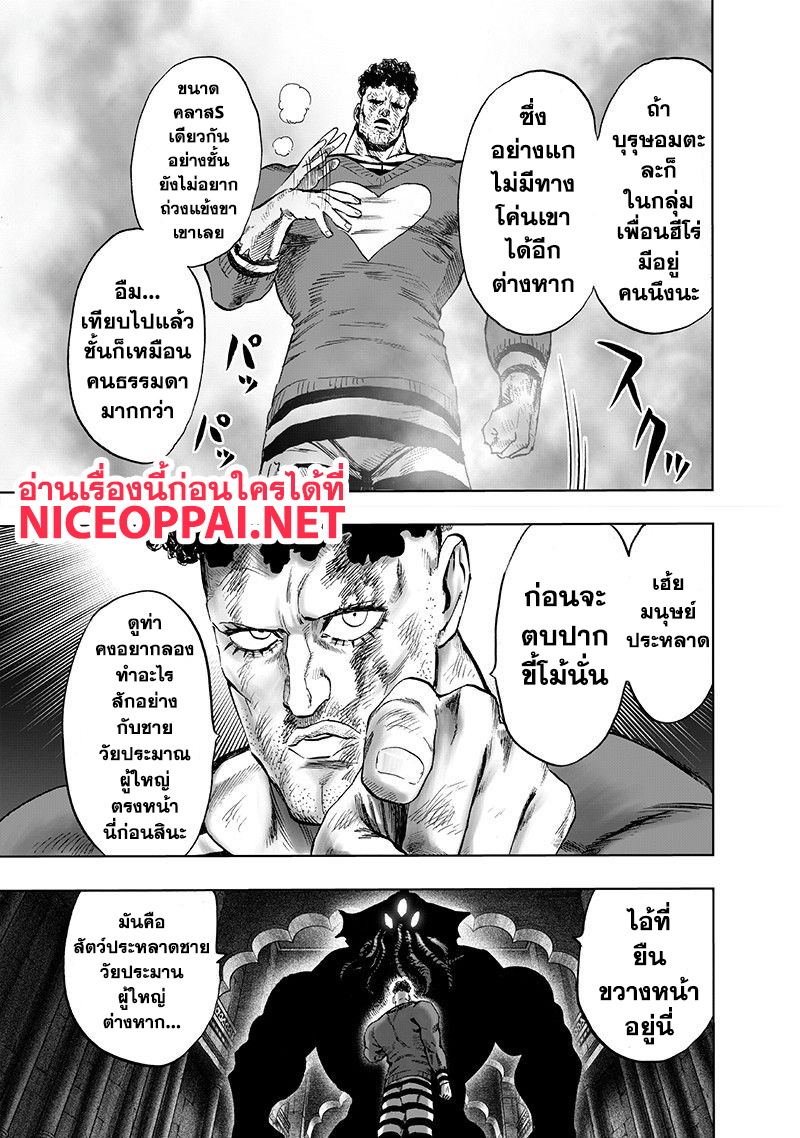 ถ้า
บุรุษอมตะ
ละก็
ในกลุ่ม
เพื่อนฮีโร่
มีอยู่
คนนึงนะ
ซึ่ง
อย่างแก
ไม่มีทาง
โค่นเขา
ได้อีก
ต่างหาก
ขนาด
คลาสS
เดียวกัน
อย่างชั้น
ยังไม่อยาก
ถ่วงแข้งขา
เขาเลย
อืม...
เทียบไปแล้ว
ชั้นก็เหมือน
คนธรรมดา
มากกว่า
パッ
パッ
スクッ
อ่านเรื่องนี้ก่อนใครได้ที่
NICEOPPAI.NET
เฮ้ย
มนุษย์
ประหลาด
ก่อนจะ
ตบปาก
ขี้โม้นั่น
ดูท่า
คงอยากลอง
ทำอะไร
สักอย่าง
กับชาย
วัยประมาณ
ผู้ใหญ่
ตรงหน้า
นี่ก่อนสินะ
ไอ้ที่
ยืน
ขวางหน้า
อยู่นี่
มันคือ
สัตว์ประหลาดชาย
วัยประมาน
ผู้ใหญ่
ต่างหาก...